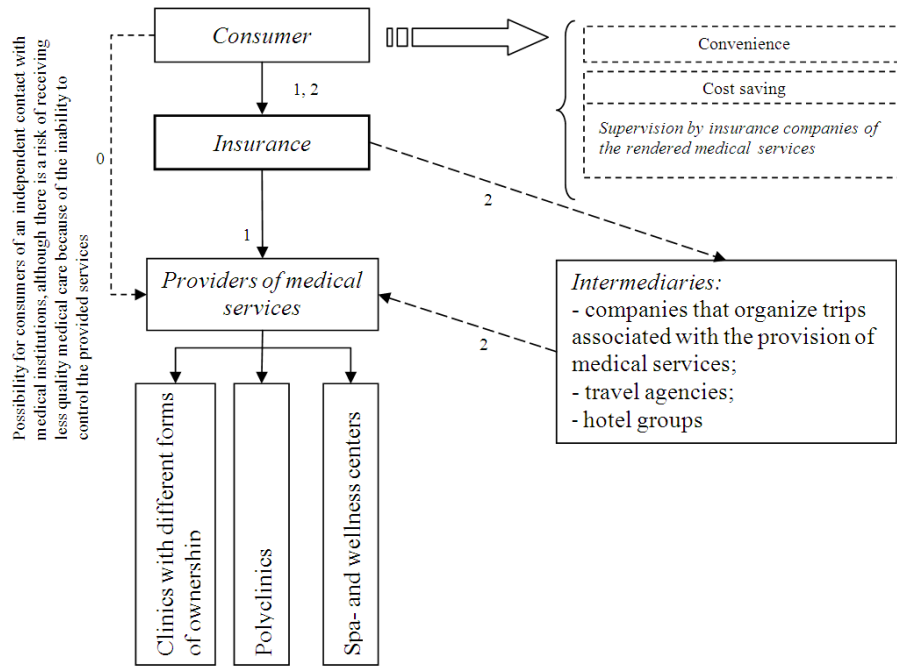 Consumer
Convenience
Cost saving
Supervision by insurance companies of
the rendered medical services
1, 2
Insurance
0
Possibility for consumers of an independent contact with
medical institutions, although there is a risk of receiving
less quality medical care because of the inability to
control the provided services
2
1
Providers of medical
services
2
Intermediaries:
- companies that organize trips
associated with the provision of
medical services;
- travel agencies;
- hotel groups
Clinics with different forms
of ownership
Polyclinics
Spa- and wellness centers